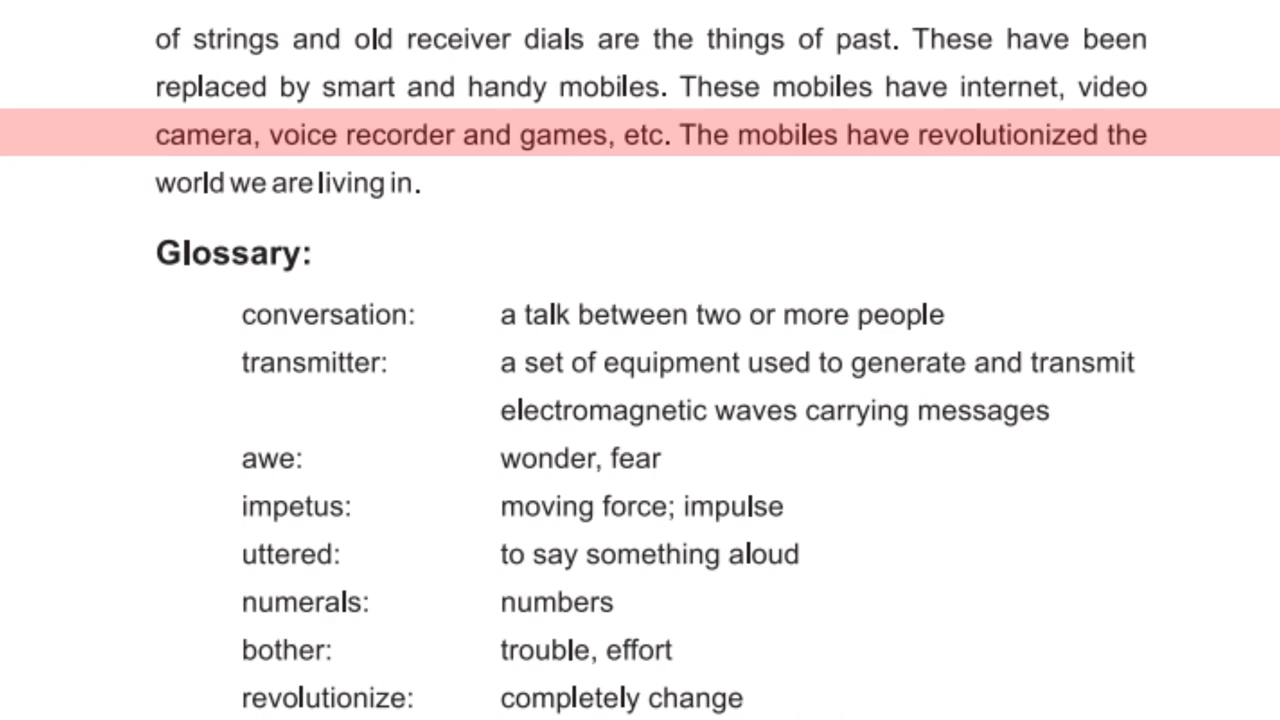 of strings and old receiver dials are the things of past. These have been
replaced by smart and handy mobiles. These mobiles have internet, video
camera, voice recorder and games, etc. The mobiles have revolutionized the
world we are living in.
Glossary:
conversation: a talk between two or more people
transmitter: a set of equipment used to generate and transmit
electromagnetic waves carrying messages
awe: wonder, fear
impetus: moving force; impulse
uttered: to say something aloud
numerals: numbers
bother: trouble, effort
revolutionize: completely change